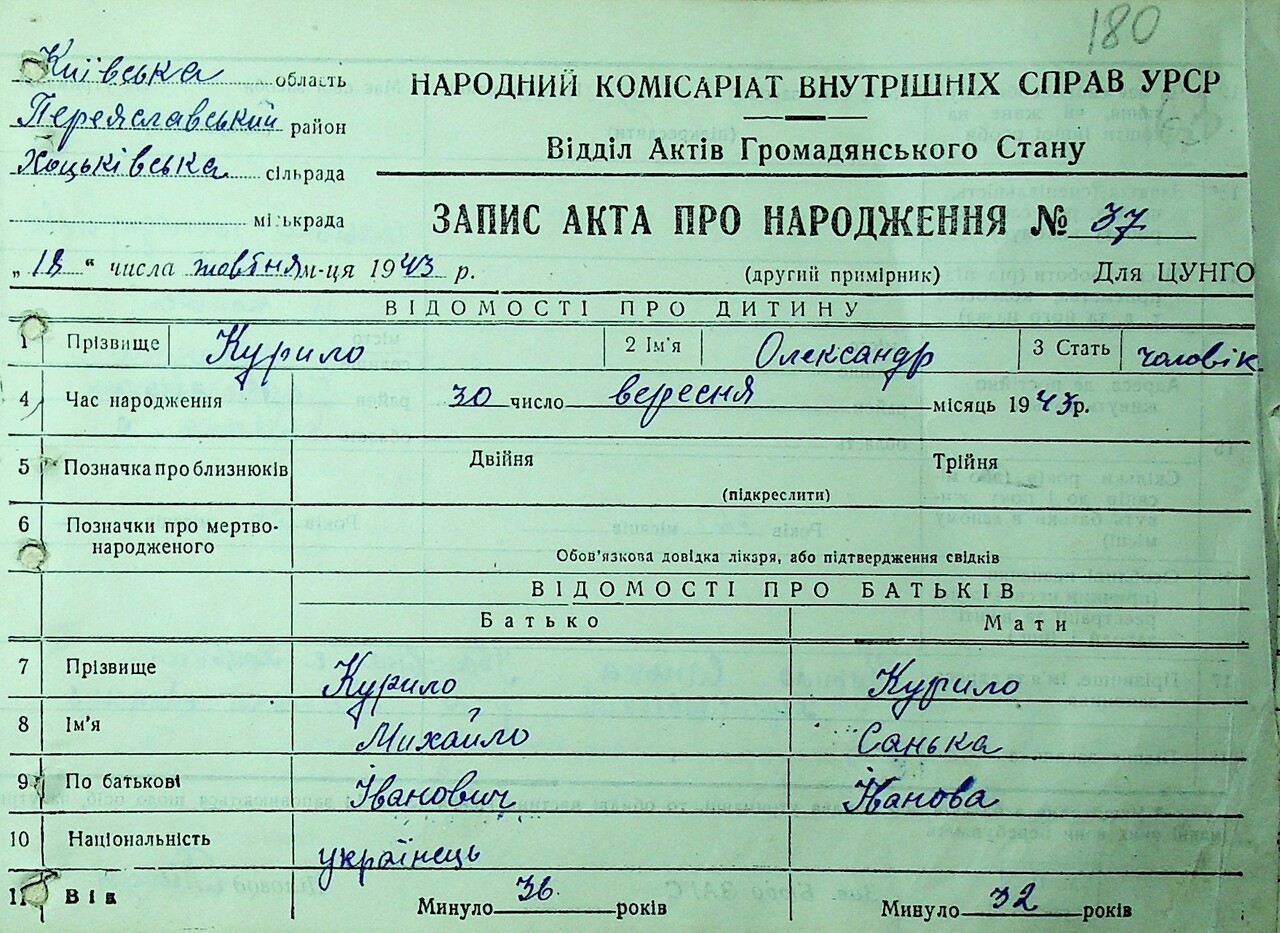 180
Київська область
Переяславський район
Хоцьківська сільрада
міськрада
НАРОДНИЙ КОМІСАРІАТ ВНУТРІШНІХ СПРАВ УРСР
Відділ Актів Громадянського Стану
ЗАПИС АКТА ПРО НАРОДЖЕННЯ № 37
„18“ числа жовтня м-ця 1943 р.
(другий примірник) Для ЦУНГО
ВІДОМОСТІ ПРО ДИТИНУ
1 Прізвище Курило 2 Ім'я Олександр 3 Стать чоловік
4 Час народження 30 число вересня місяць 1943р.
5 Позначка про близнюків Двійня Трійня
(підкреслити)
6 Позначки про мертво-
народженого
Обов'язкова довідка лікаря, або підтвердження свідків
ВІДОМОСТІ ПРО БАТЬКІВ
Батько Мати
7 Прізвище Курило Курило
8 Ім'я Михайло Санька
9 По батькові Іванович Іванова
10 Національність українець
11 Вік Минуло 36 років Минуло 32 років